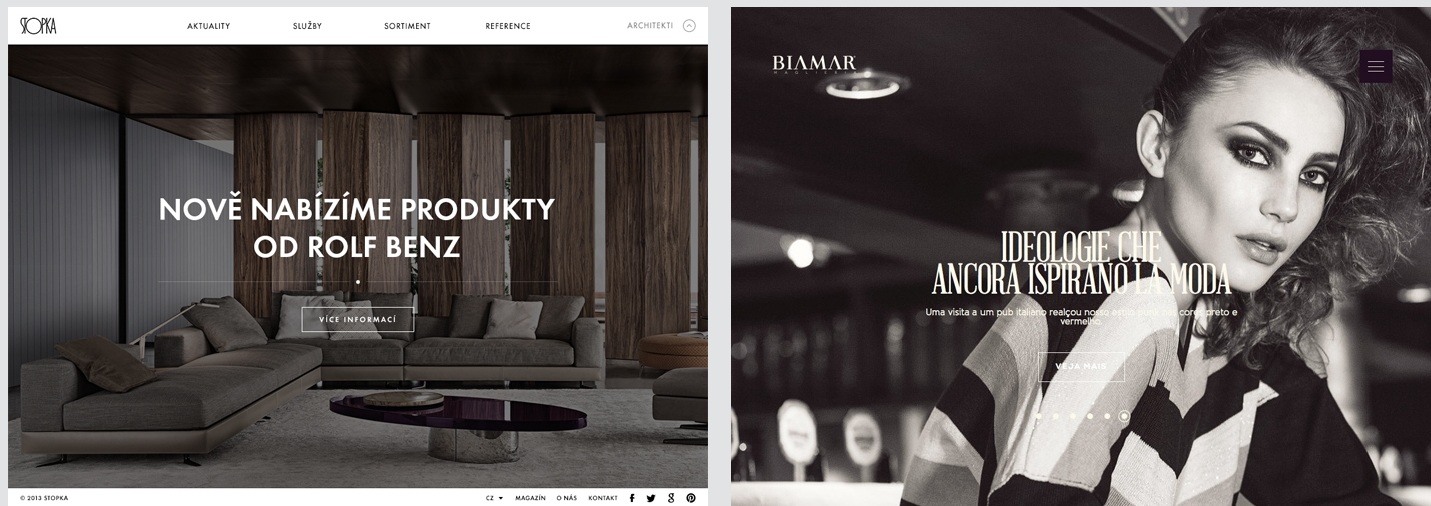 STOPKA
AKTUALITY
SLUŽBY
SORTIMENT
REFERENCE
ARCHITEKTI
NOVĚ NABÍZÍME PRODUKTY
OD ROLF BENZ
VÍCE INFORMACÍ
© 2013 STOPKA
CZ
MAGAZÍN
O NÁS
KONTAKT
BIAMAR
MAGLIERIA
IDEOLOGIE CHE
ANCORA ISPIRANO LA MODA
Uma visita a um pub italiano realçou nosso estilo nas cores preto e
vermelho.
VEJA MAIS